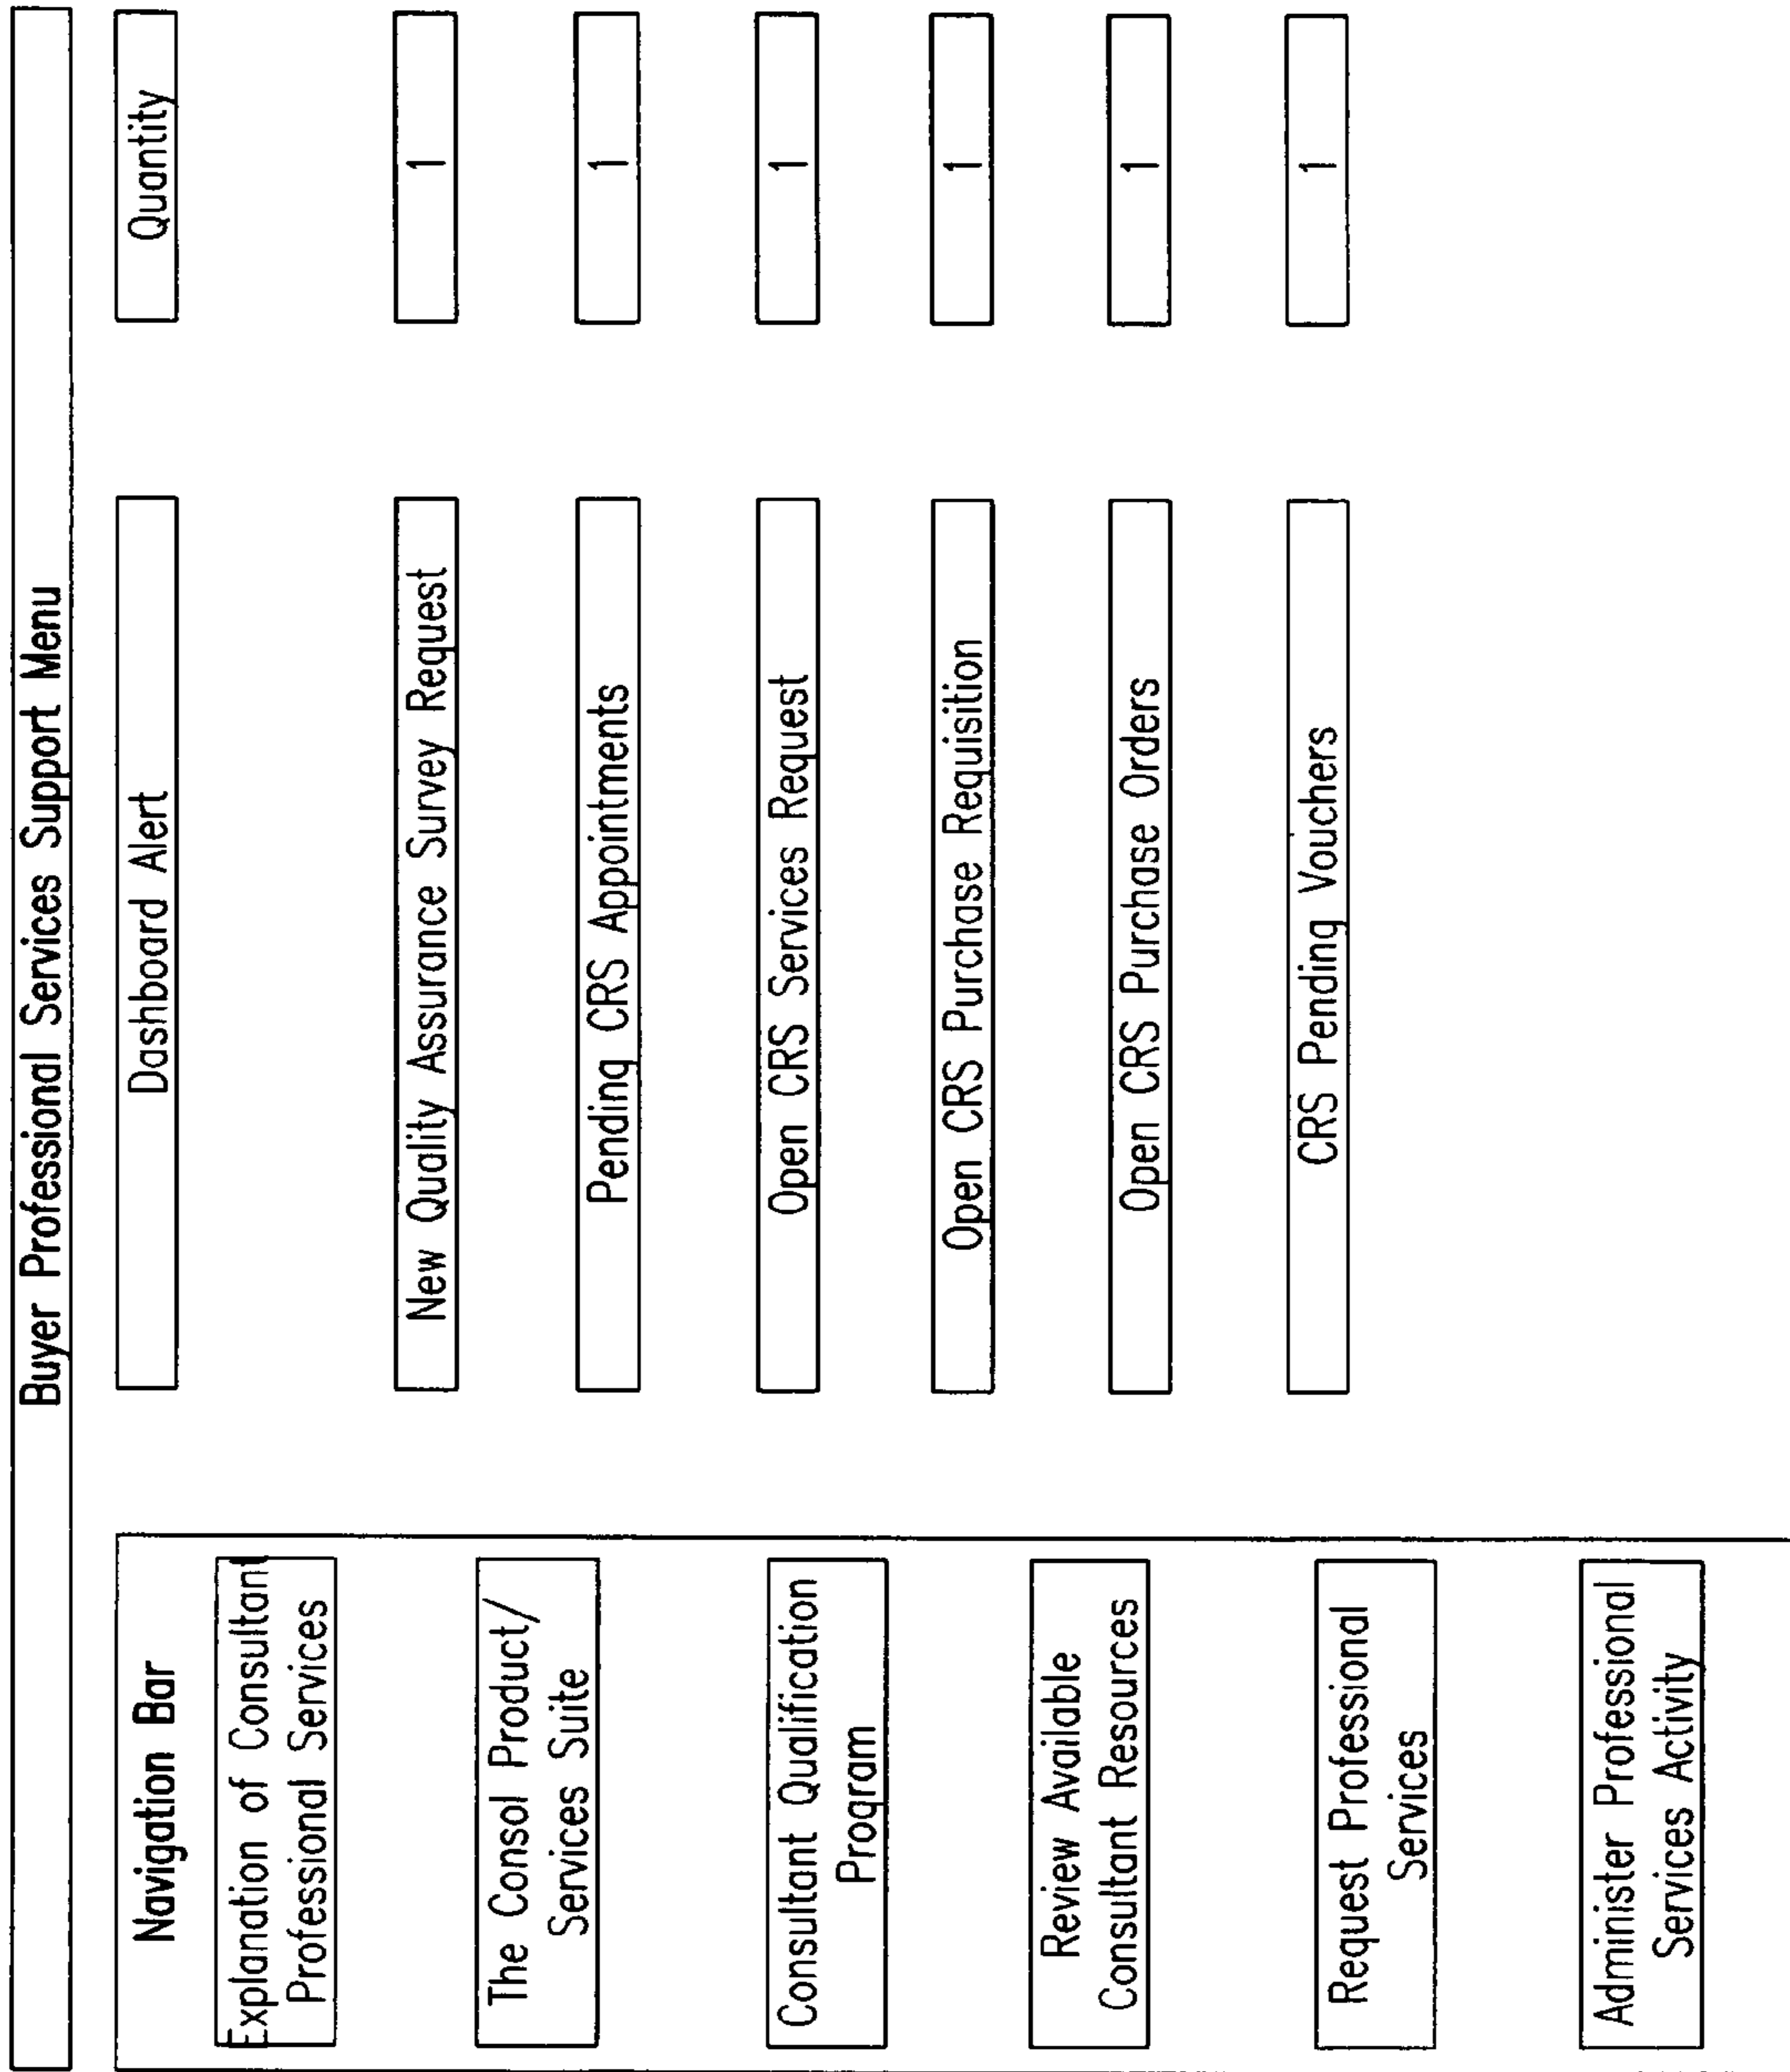 Buyer Professional Services Support Menu
Navigation Bar
Explanation of Consultant
Professional Services
The Consol Product/
Services Suite
Consultant Qualification
Program
Review Available
Consultant Resources
Request Professional
Services
Administer Professional
Services Activity
Dashboard Alert
Quantity
New Quality Assurance Survey Request
1
Pending CRS Appointments
1
Open CRS Services Request
1
Open CRS Purchase Requisition
1
Open CRS Purchase Orders
1
CRS Pending Vouchers
1